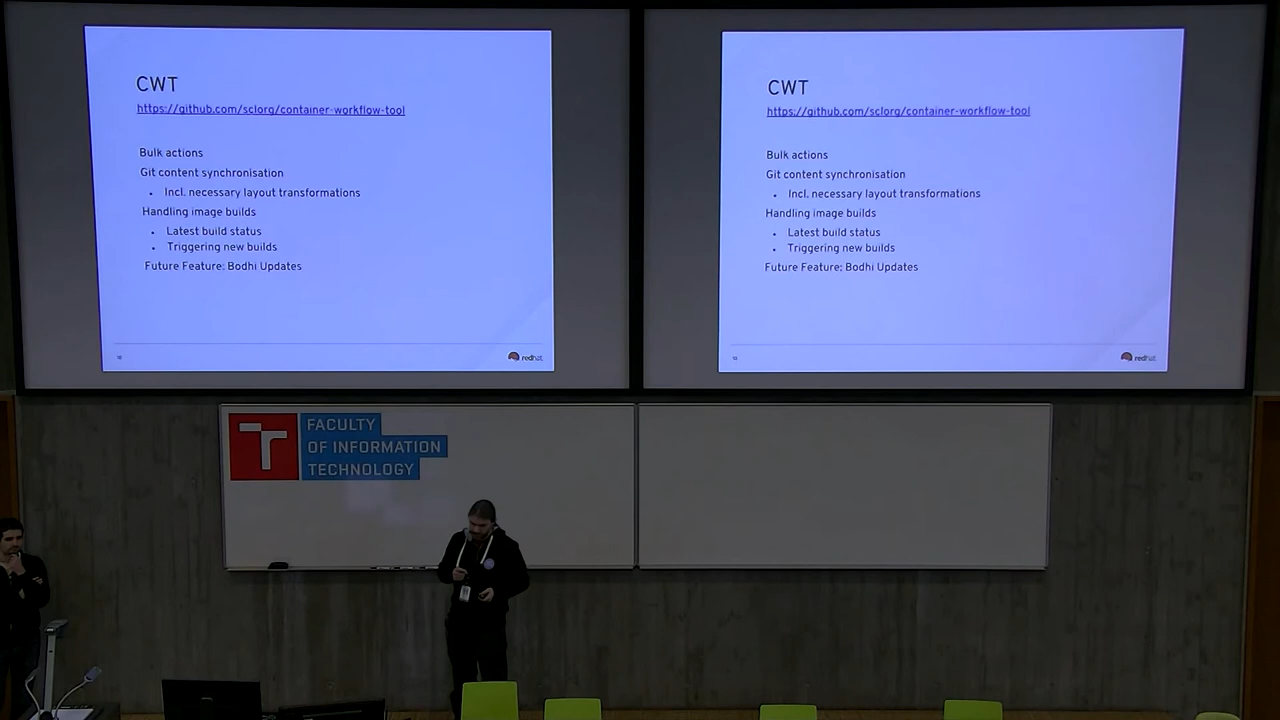 CWT
https://github.com/sclorg/container-workflow-tool
Bulk actions
Git content synchronisation
Incl. necessary layout transformations
Handling image builds
Latest build status
Triggering new builds
Future Feature: Bodhi Updates
redhat
CWT
https://github.com/sclorg/container-workflow-tool
Bulk actions
Git content synchronisation
Incl. necessary layout transformations
Handling image builds
Latest build status
Triggering new builds
Future Feature: Bodhi Updates
redhat
FACULTY
OF INFORMATION
TECHNOLOGY